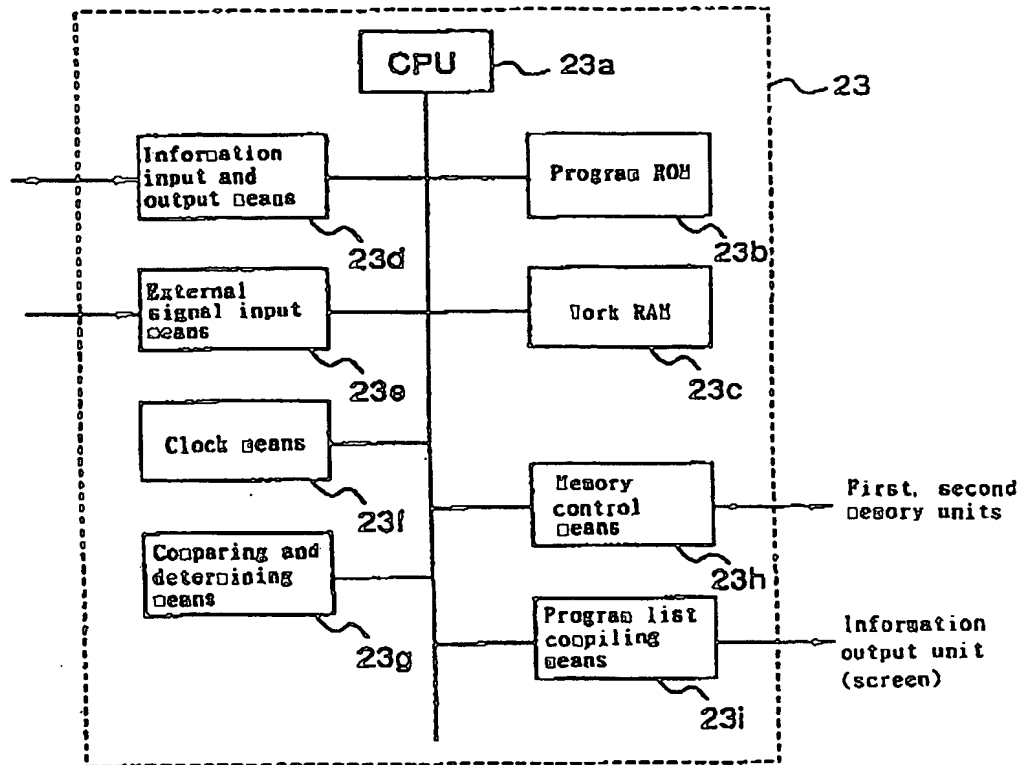 CPU
23a
23
Information
input and
output means
23d
Program ROM
23b
External
signal input
means
23e
Work RAM
23c
Clock means
23f
Memory
control
means
23h
First, second
memory units
Comparing and
determining
means
23g
Program list
compiling
means
23i
Information
output unit
(screen)